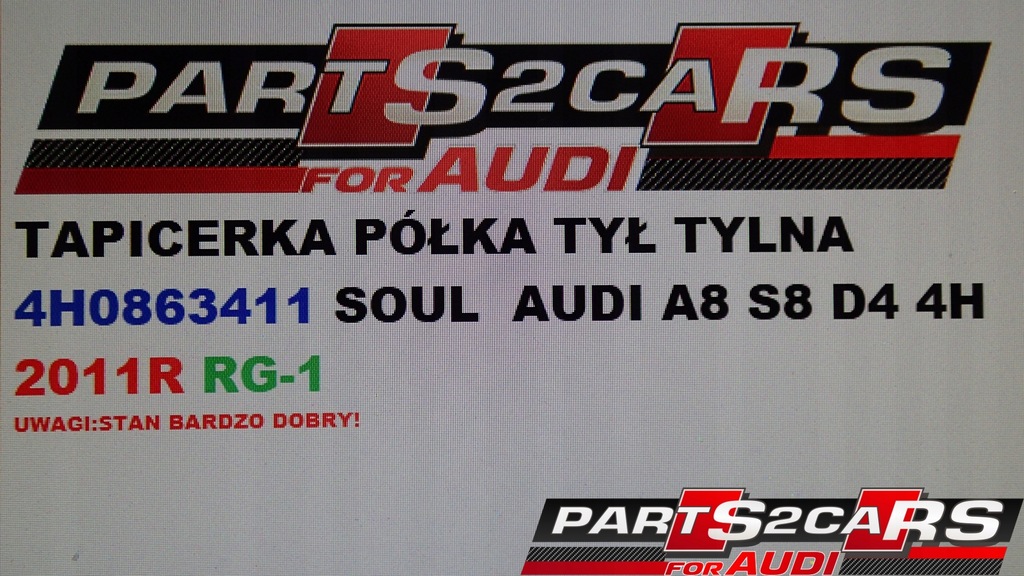 PARTS2CARS
FOR AUDI
TAPICERKA PÓŁKA TYŁ TYLNA
4H0863411 SOUL AUDI A8 S8 D4 4H
2011R RG-1
UWAGI:STAN BARDZO DOBRY!
PARTS2CARS
FOR AUDI